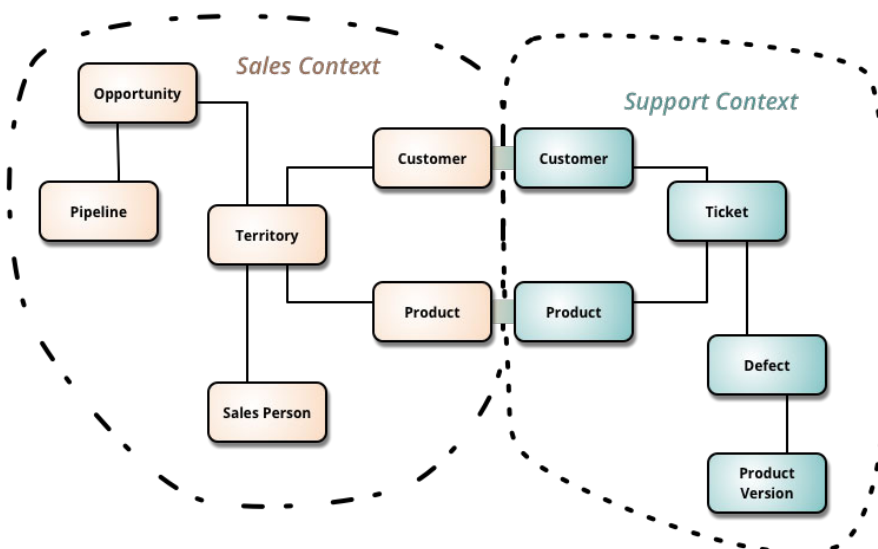 Sales Context
Support Context
Opportunity
Customer
Customer
Pipeline
Territory
Ticket
Product
Product
Defect
Sales Person
Product
Version